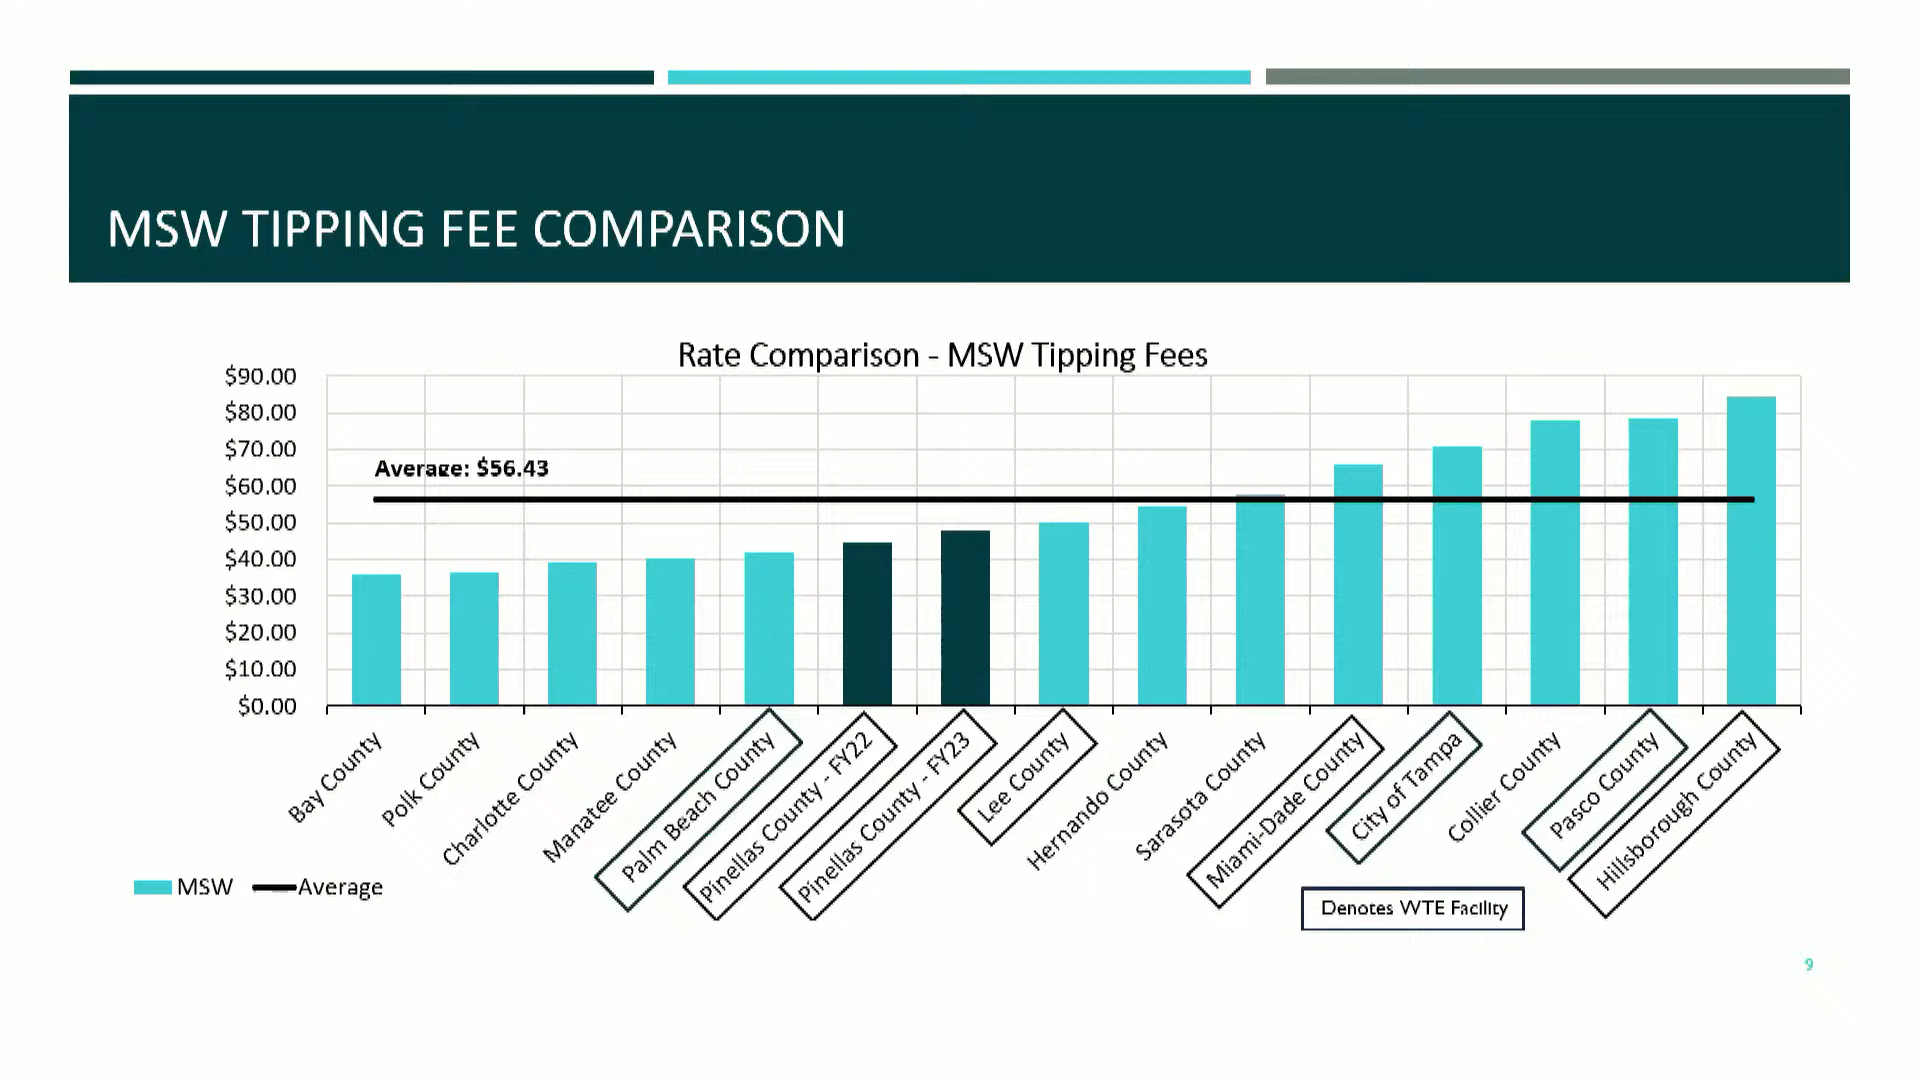 MSW TIPPING FEE COMPARISON
Rate Comparison - MSW Tipping Fees
$90.00
$80.00
$70.00
$60.00
$50.00
$40.00
$30.00
$20.00
$10.00
$0.00
Average: $56.43
Bay County
Polk County
Charlotte County
Manatee County
Palm Beach County
Pinellas County - FY22
Pinellas County - FY23
Lee County
Hernando County
Sarasota County
Miami-Dade County
City of Tampa
Collier County
Pasco County
Hillsborough County
MSW
Average
Denotes WTE Facility
9